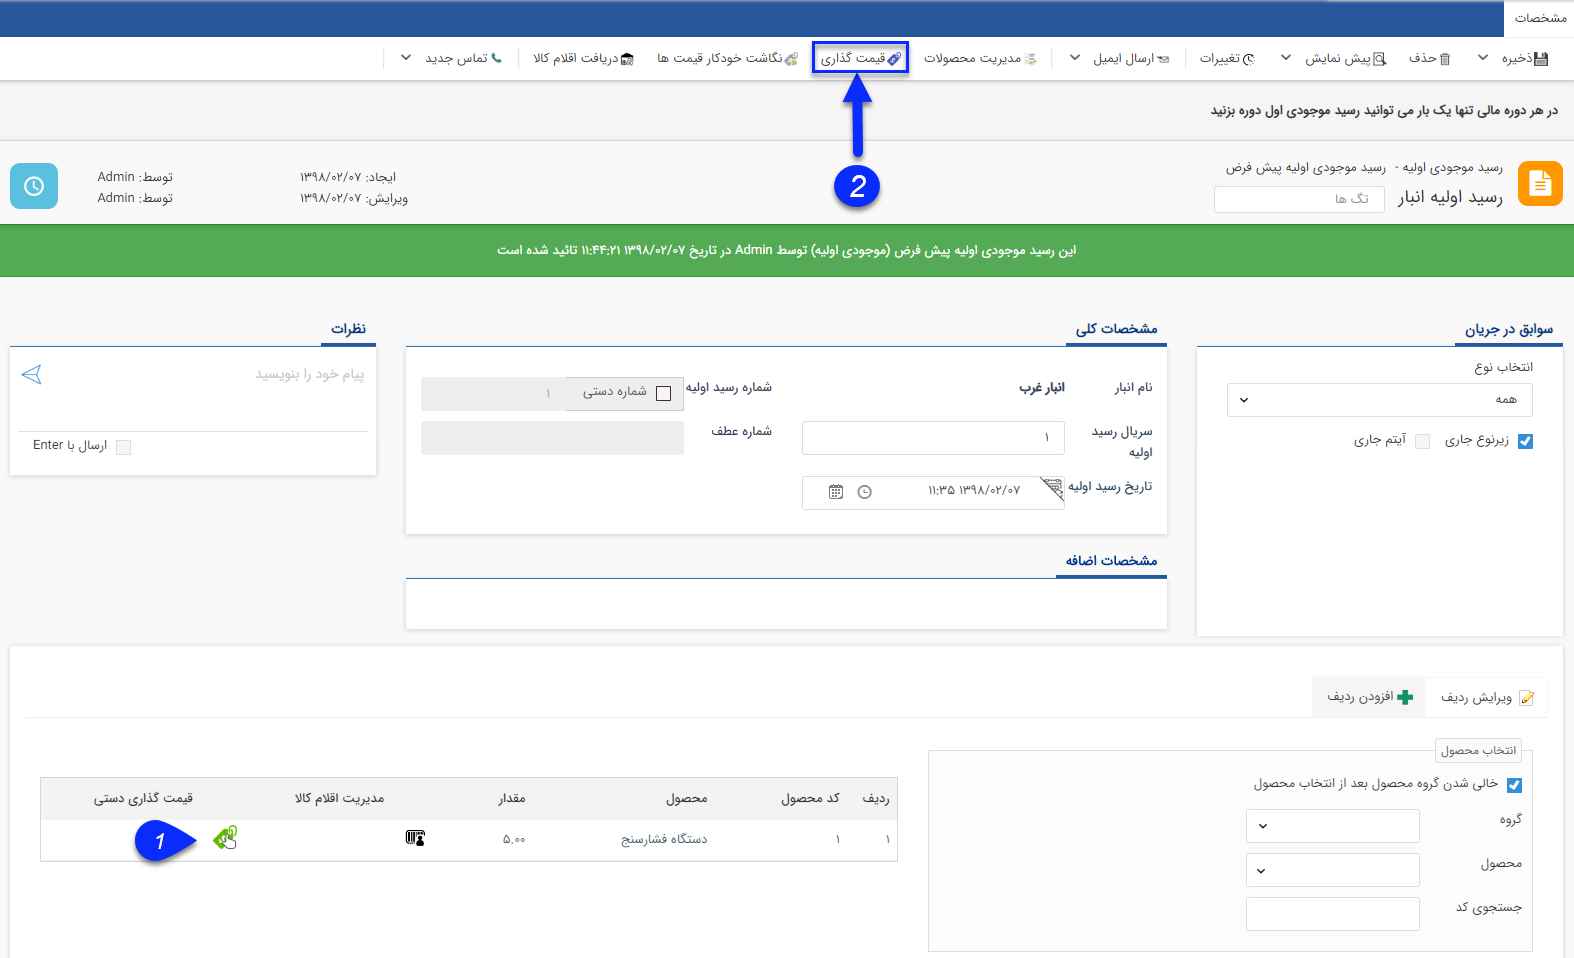 مشخصات
ذخیره
حذف
پیش نمایش
تغییرات
ارسال ایمیل
مدیریت محصولات
قیمت گذاری
نگاشت خودکار قیمت ها
دریافت اقلام کالا
تماس جدید
در هر دوره مالی تنها یک بار می توانید رسید موجودی اول دوره بزنید
رسید موجودی اولیه - رسید موجودی اولیه پیش فرض
رسید اولیه انبار
تگ ها
ایجاد: ۱۳۹۸/۰۲/۰۷ توسط: Admin
ویرایش: ۱۳۹۸/۰۲/۰۷ توسط: Admin
2
این رسید موجودی اولیه پیش فرض (موجودی اولیه) توسط Admin در تاریخ ۱۳۹۸/۰۲/۰۷ ۱۱:۴۴:۲۱ تائید شده است
سوابق در جریان
انتخاب نوع
همه
زیرنوع جاری
آیتم جاری
مشخصات کلی
نام انبار انبار غرب
شماره رسید اولیه شماره دستی ۱
سریال رسید اولیه ۱
شماره عطف
تاریخ رسید اولیه ۱۳۹۸/۰۲/۰۷ ۱۱:۳۵
مشخصات اضافه
نظرات
پیام خود را بنویسید
ارسال با Enter
ویرایش ردیف
افزودن ردیف
انتخاب محصول
خالی شدن گروه محصول بعد از انتخاب محصول
گروه
محصول
جستجوی کد
ردیف کد محصول محصول مقدار مدیریت اقلام کالا قیمت گذاری دستی
۱ ۱ دستگاه فشارسنج ۵.۰۰
1